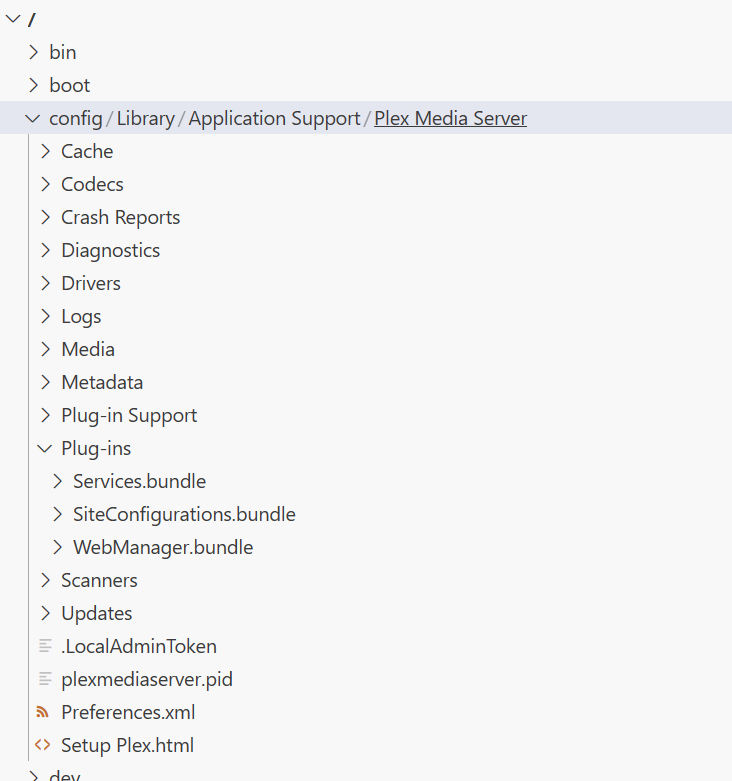 /
bin
boot
config/Library/Application Support/Plex Media Server
Cache
Codecs
Crash Reports
Diagnostics
Drivers
Logs
Media
Metadata
Plug-in Support
Plug-ins
Services.bundle
SiteConfigurations.bundle
WebManager.bundle
Scanners
Updates
.LocalAdminToken
plexmediaserver.pid
Preferences.xml
Setup Plex.html
dev